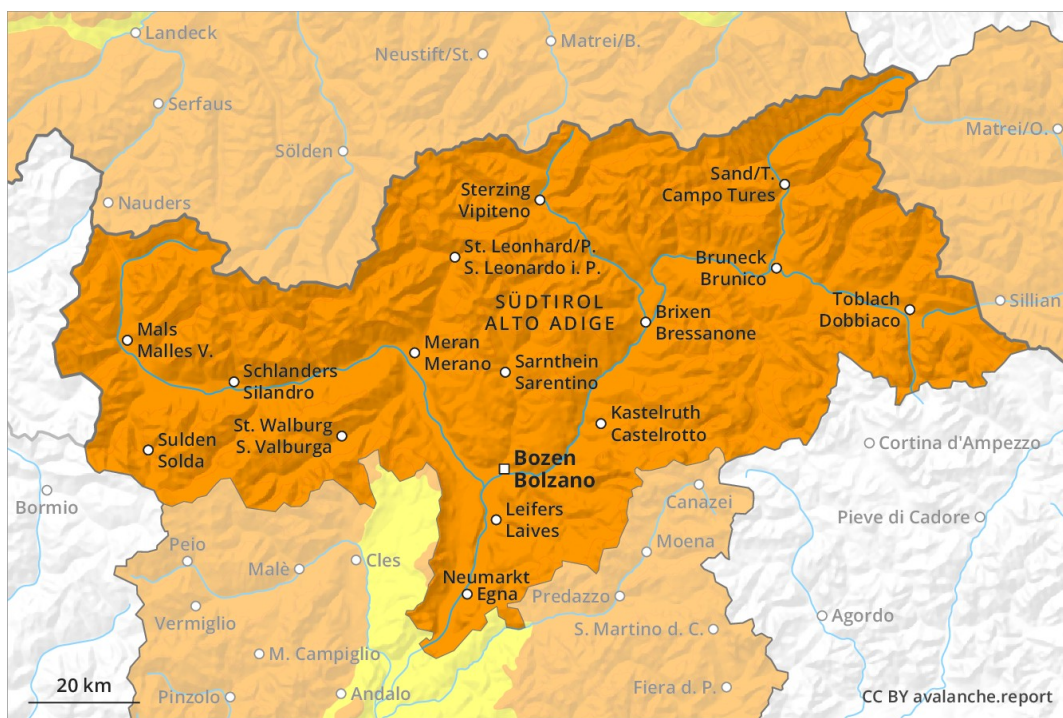 Landeck
Neustift/St.
Matrei/B.
Serfaus
Sölden
Matrei/O.
Nauders
Sterzing
Vipiteno
Sand/T.
Campo Tures
St. Leonhard/P.
S. Leonardo i. P.
Bruneck
Brunico
SÜDTIROL
ALTO ADIGE
Toblach
Dobbiaco
Sillian
Brixen
Bressanone
Mals
Malles V.
Meran
Merano
Schlanders
Silandro
Sarnthein
Sarentino
St. Walburg
S. Valburga
Kastelruth
Castelrotto
Sulden
Solda
Cortina d'Ampezzo
Bozen
Bolzano
Bormio
Canazei
Leifers
Laives
Pieve di Cadore
Peio
Moena
Cles
Malè
Neumarkt
Egna
Predazzo
Vermiglio
Agordo
S. Martino d. C.
M. Campiglio
20 km
Pinzolo
Andalo
Fiera d. P.
CC BY avalanche.report